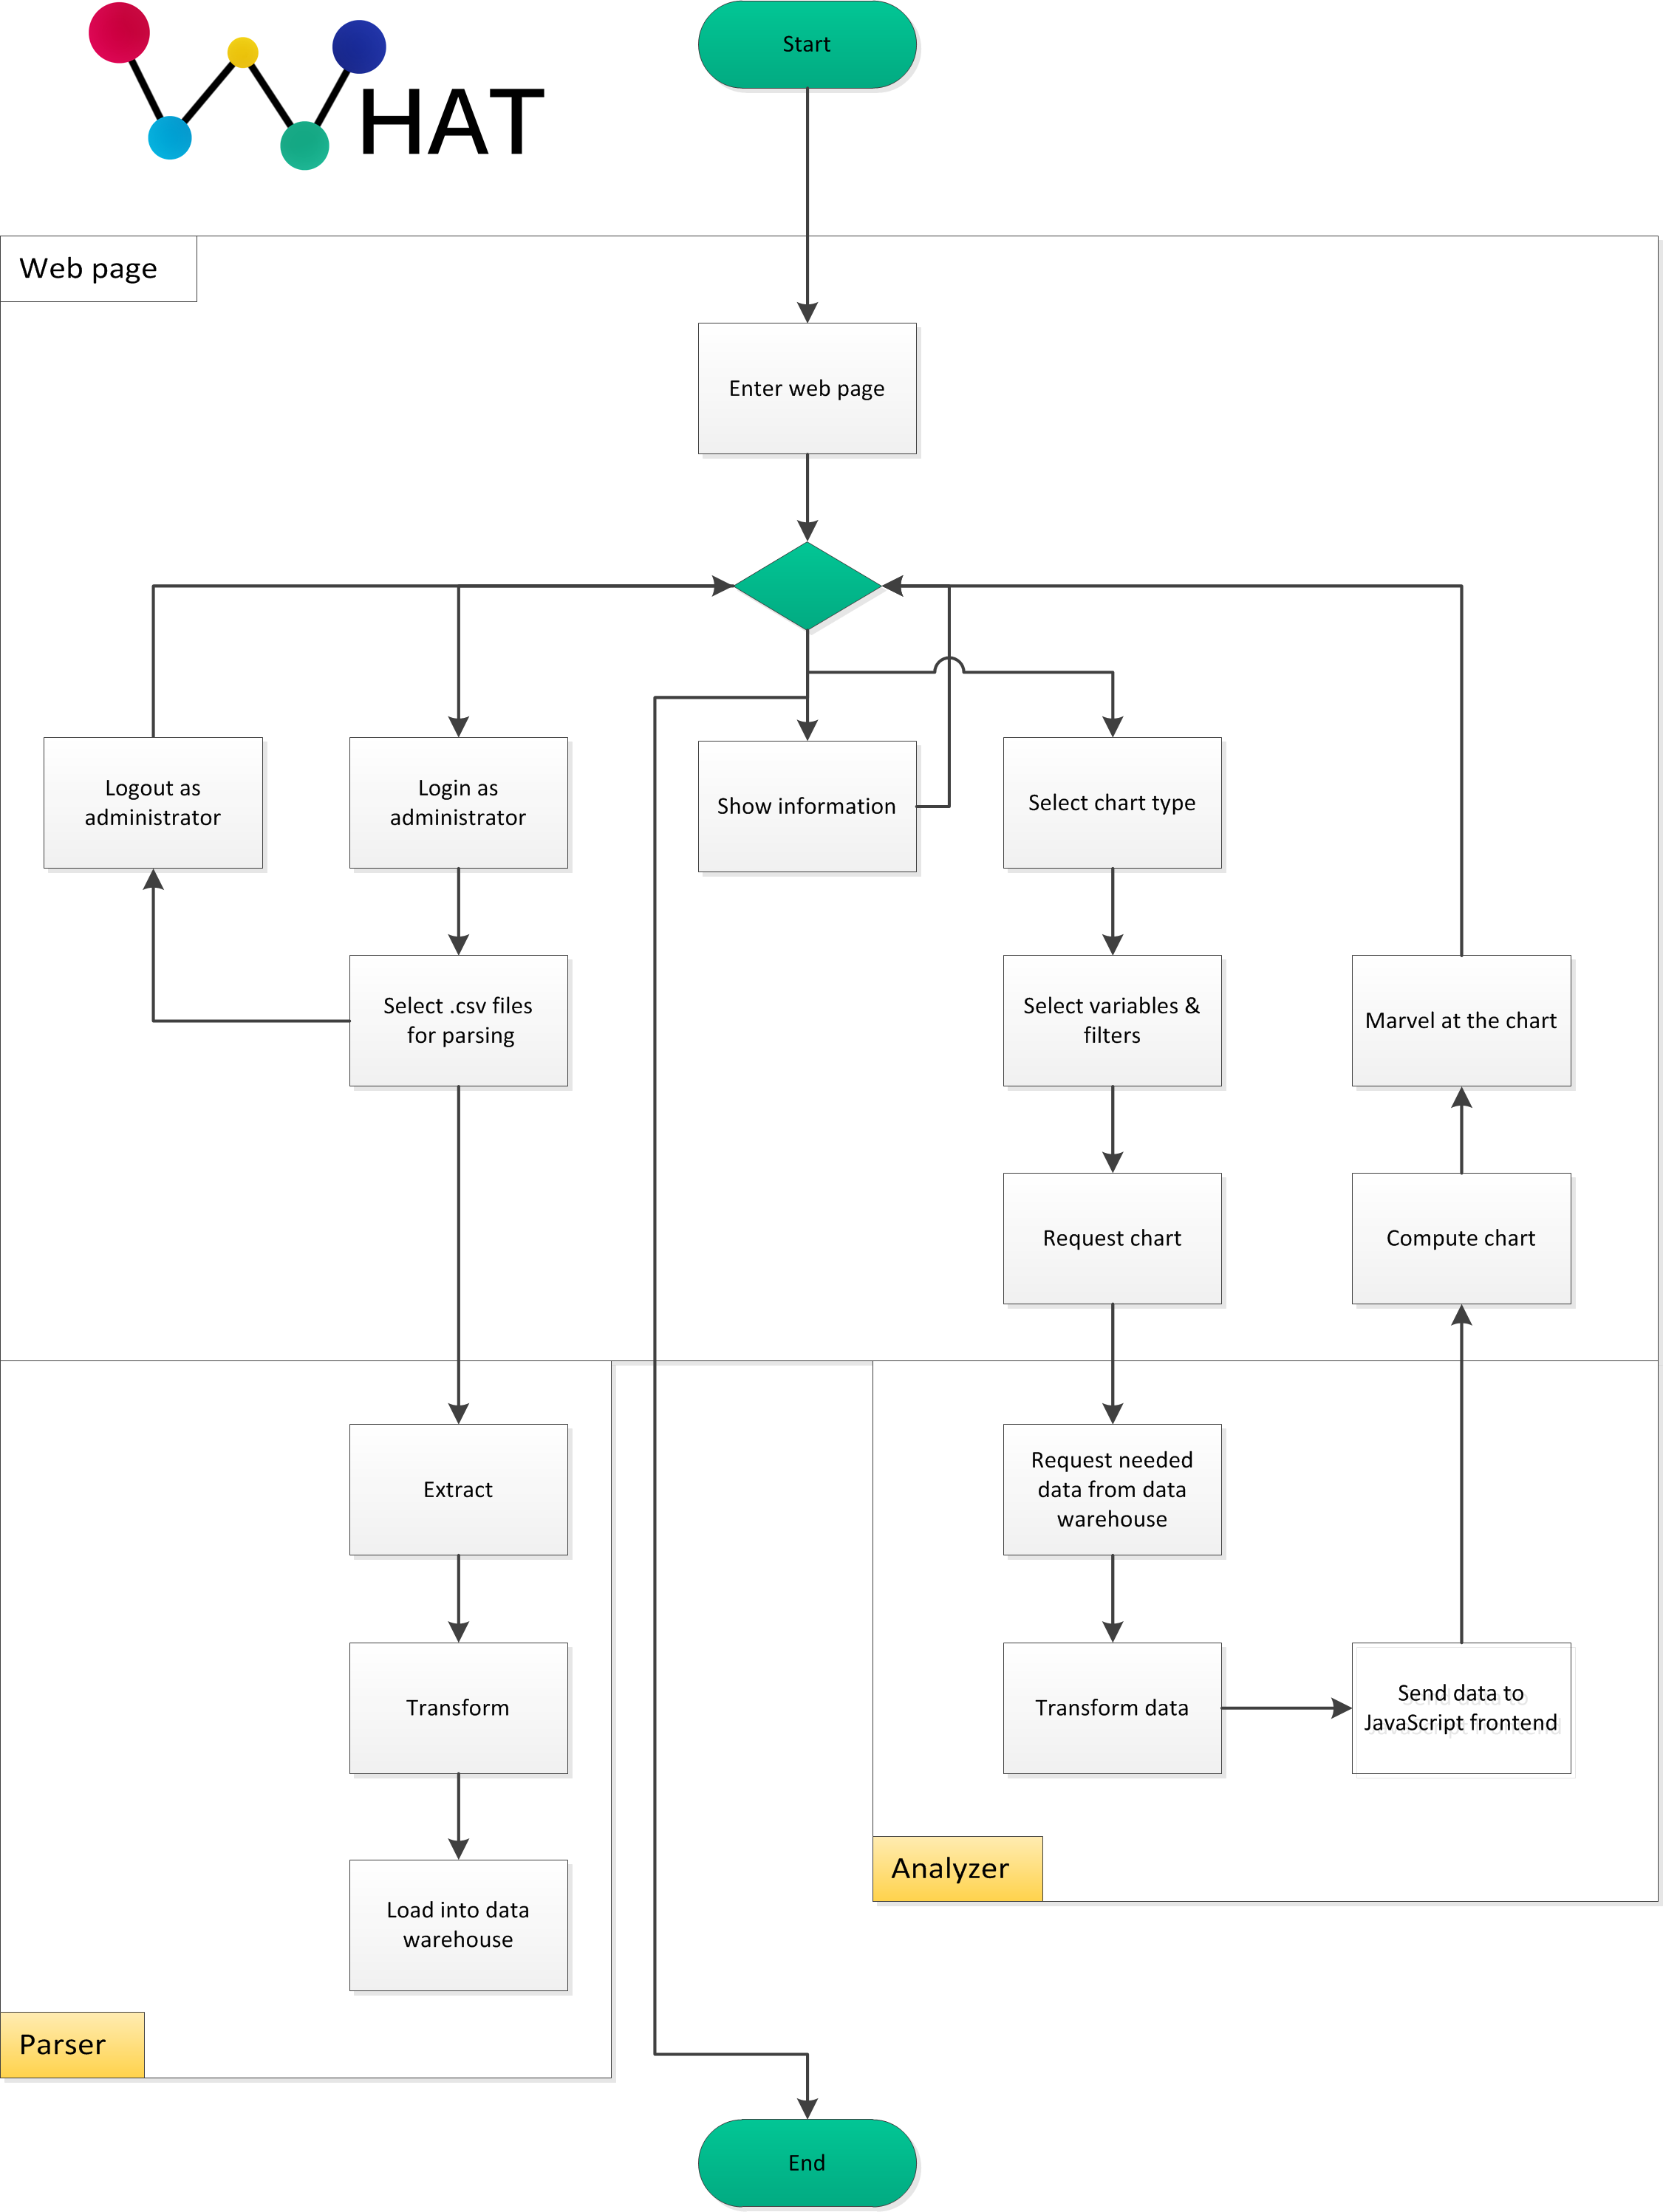 WHAT
Start
Web page
Enter web page
Logout as
administrator
Login as
administrator
Show information
Select chart type
Select .csv files
for parsing
Select variables &
filters
Marvel at the chart
Request chart
Compute chart
Extract
Request needed
data from data
warehouse
Transform
Transform data
Send data to
JavaScript frontend
Analyzer
Load into data
warehouse
Parser
End